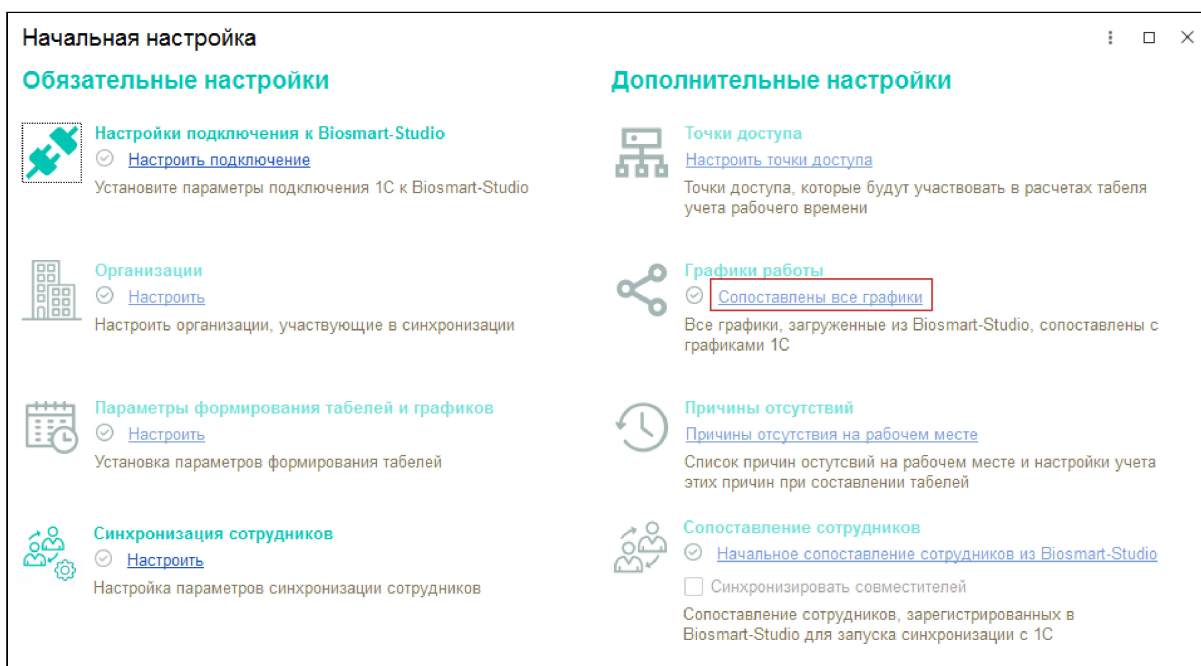 Начальная настройка
Обязательные настройки
Настройки подключения к Biosmart-Studio
Настроить подключение
Установите параметры подключения 1С к Biosmart-Studio
Организации
Настроить
Настроить организации, участвующие в синхронизации
Параметры формирования табелей и графиков
Настроить
Установка параметров формирования табелей
Синхронизация сотрудников
Настроить
Настройка параметров синхронизации сотрудников
Дополнительные настройки
Точки доступа
Настроить точки доступа
Точки доступа, которые будут участвовать в расчетах табеля
учета рабочего времени
Графики работы
Сопоставлены все графики
Все графики, загруженные из Biosmart-Studio, сопоставлены с
графиками 1С
Причины отсутствий
Причины отсутствия на рабочем месте
Список причин остутсвий на рабочем месте и настройки учета
этих причин при составлении табелей
Сопоставление сотрудников
Начальное сопоставление сотрудников из Biosmart-Studio
Синхронизировать совместителей
Сопоставление сотрудников, зарегистрированных в
Biosmart-Studio для запуска синхронизации с 1С